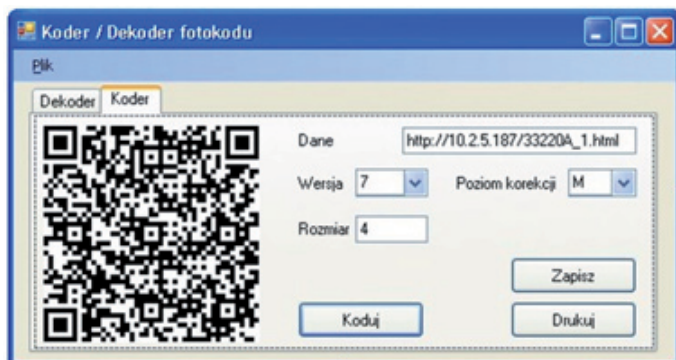 Koder / Dekoder fotokodu
Plik
Dekoder Koder
Dane http://10.2.5.187/33220A_1.html
Wersja 7 Poziom korekcji M
Rozmiar 4
Zapisz
Koduj Drukuj